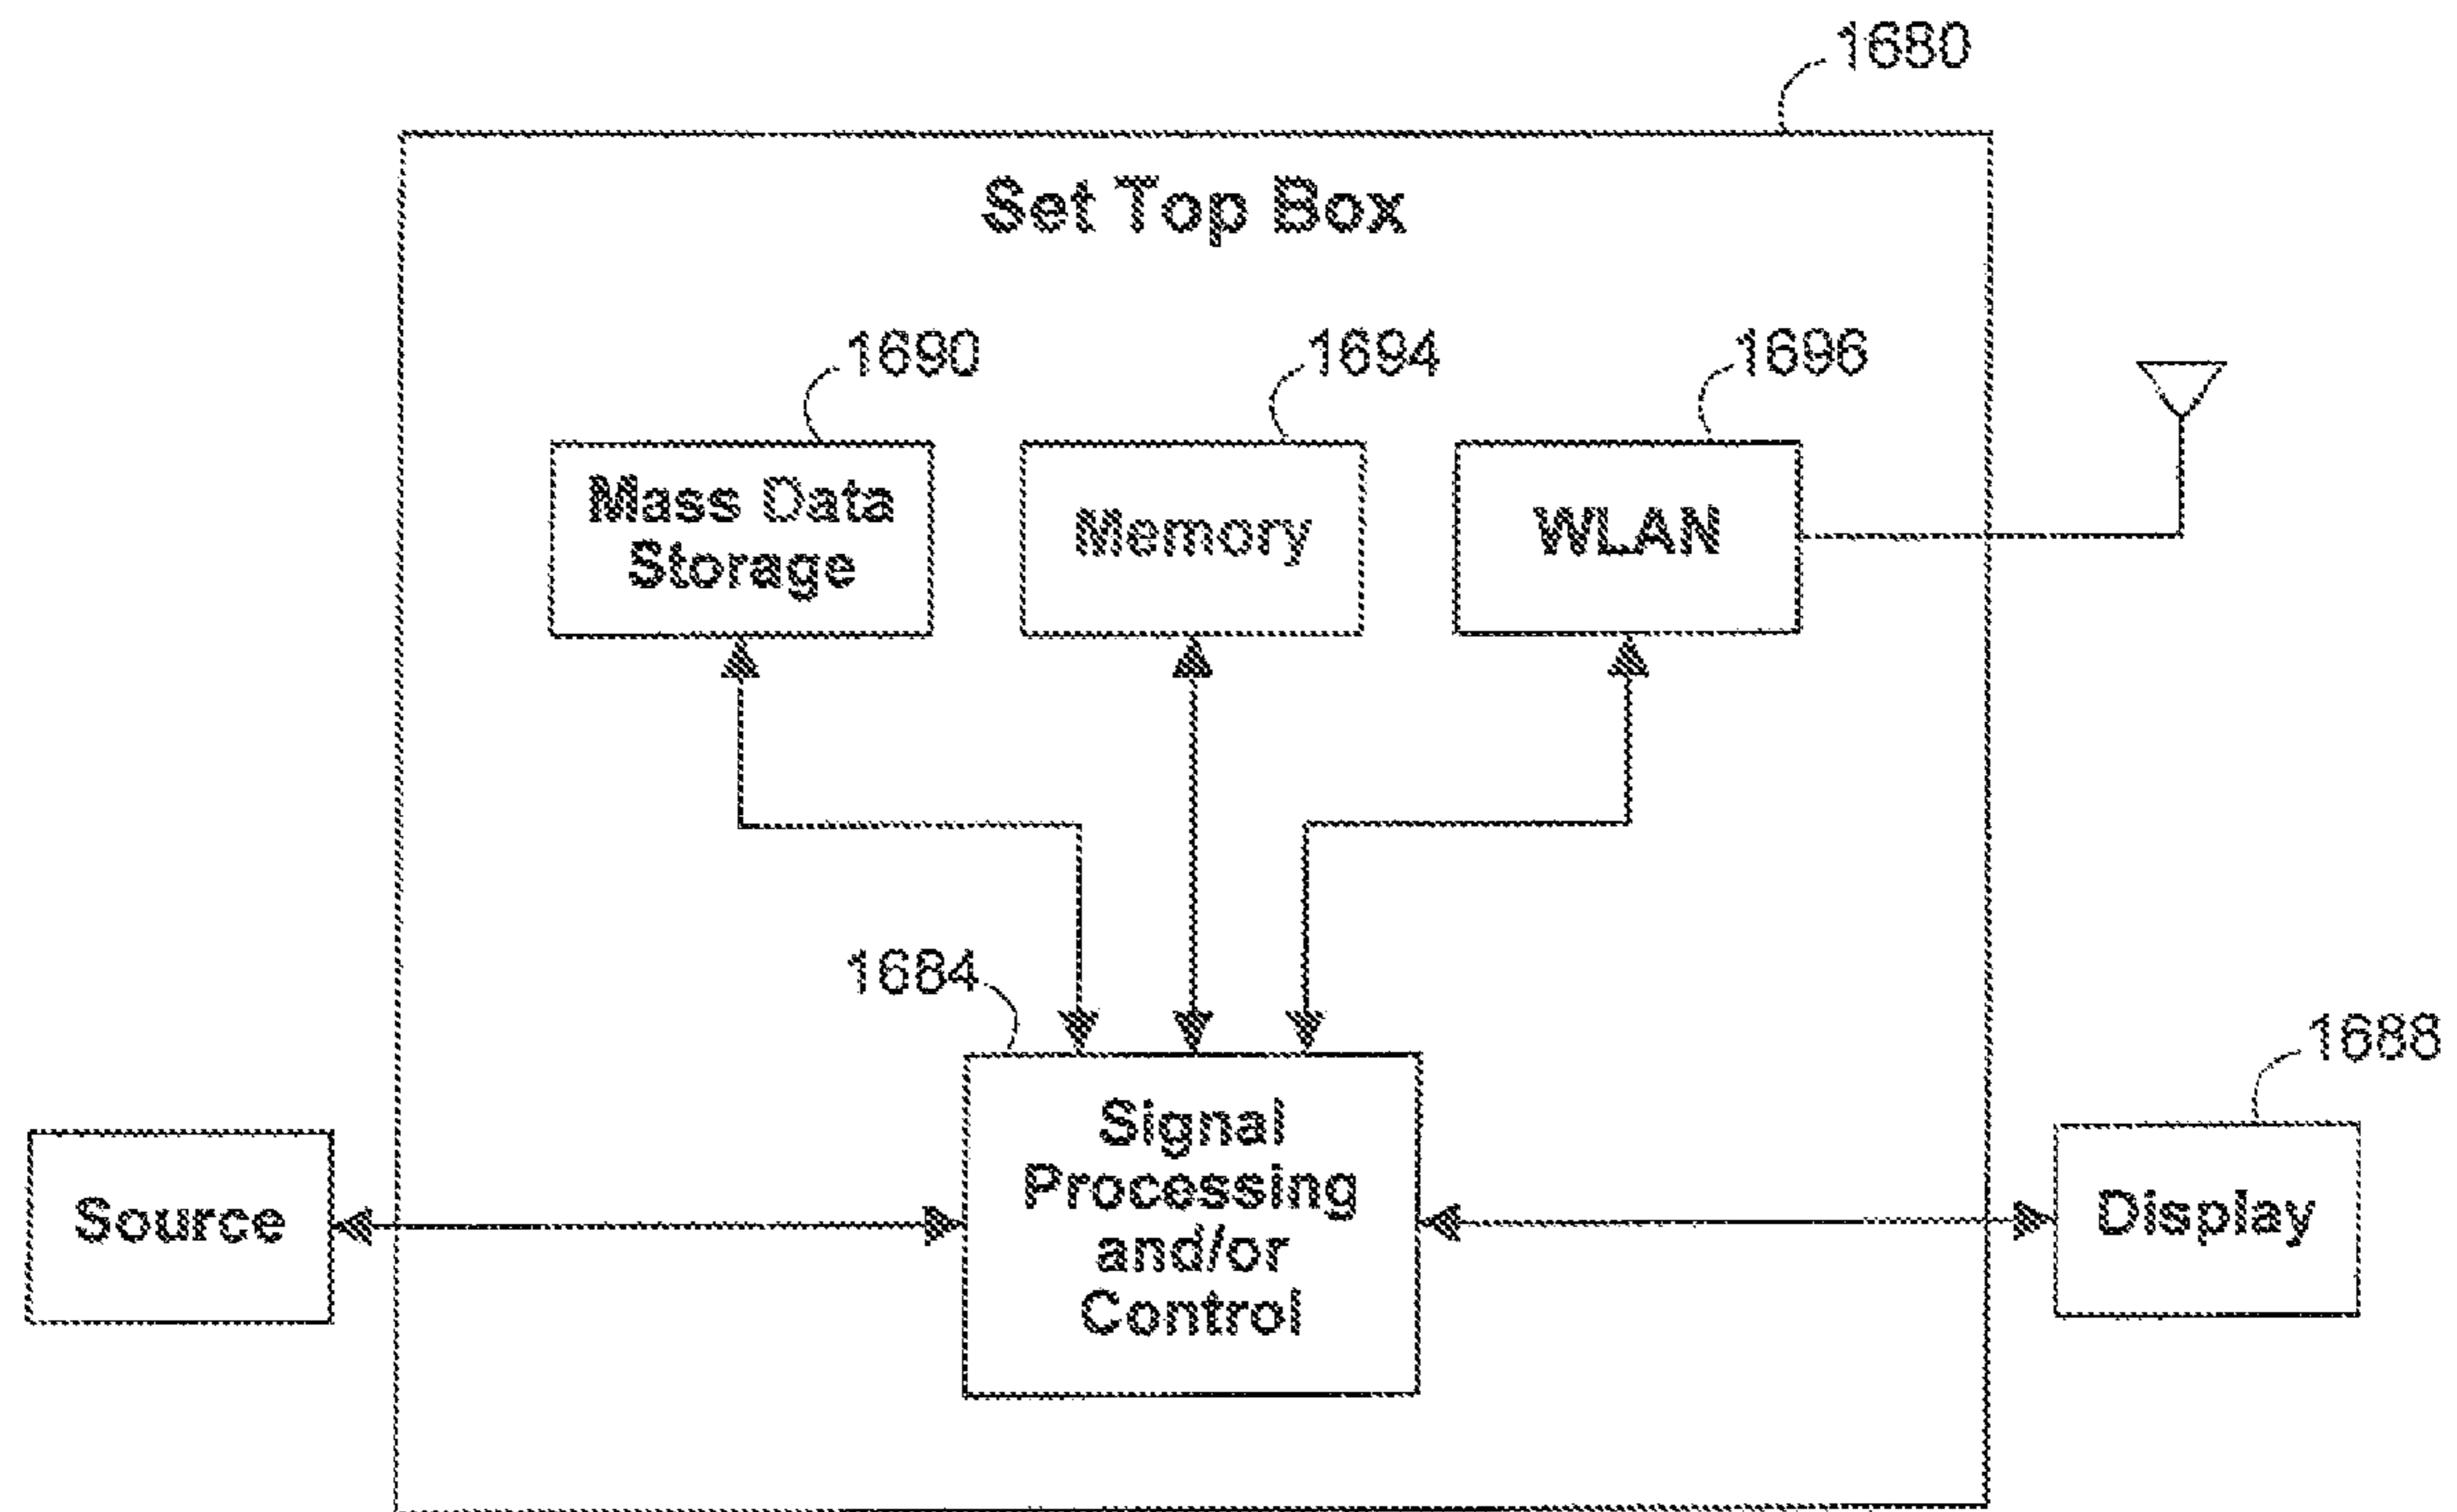 1680
Set Top Box
1690
1694
1696
Mass Data
Storage
Memory
WLAN
1684
1688
Signal
Processing
and/or
Control
Source
Display